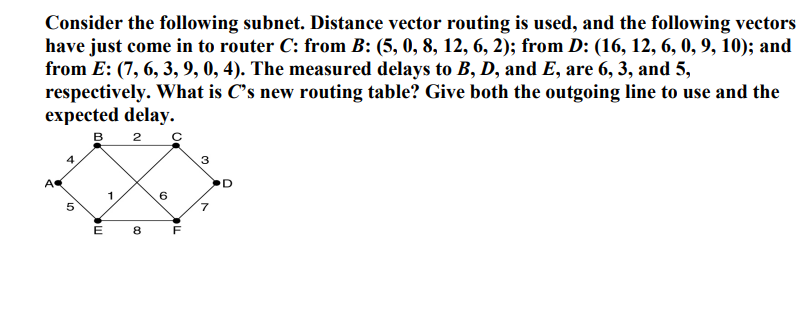 Consider the following subnet. Distance vector routing is used, and the following vectors
have just come in to router C: from B: (5, 0, 8, 12, 6, 2); from D: (16, 12, 6, 0, 9, 10); and
from E: (7, 6, 3, 9, 0, 4). The measured delays to B, D, and E, are 6, 3, and 5,
respectively. What is C's new routing table? Give both the outgoing line to use and the
expected delay.
B 2 C
4 3
A D
1 6
5 7
E 8 F